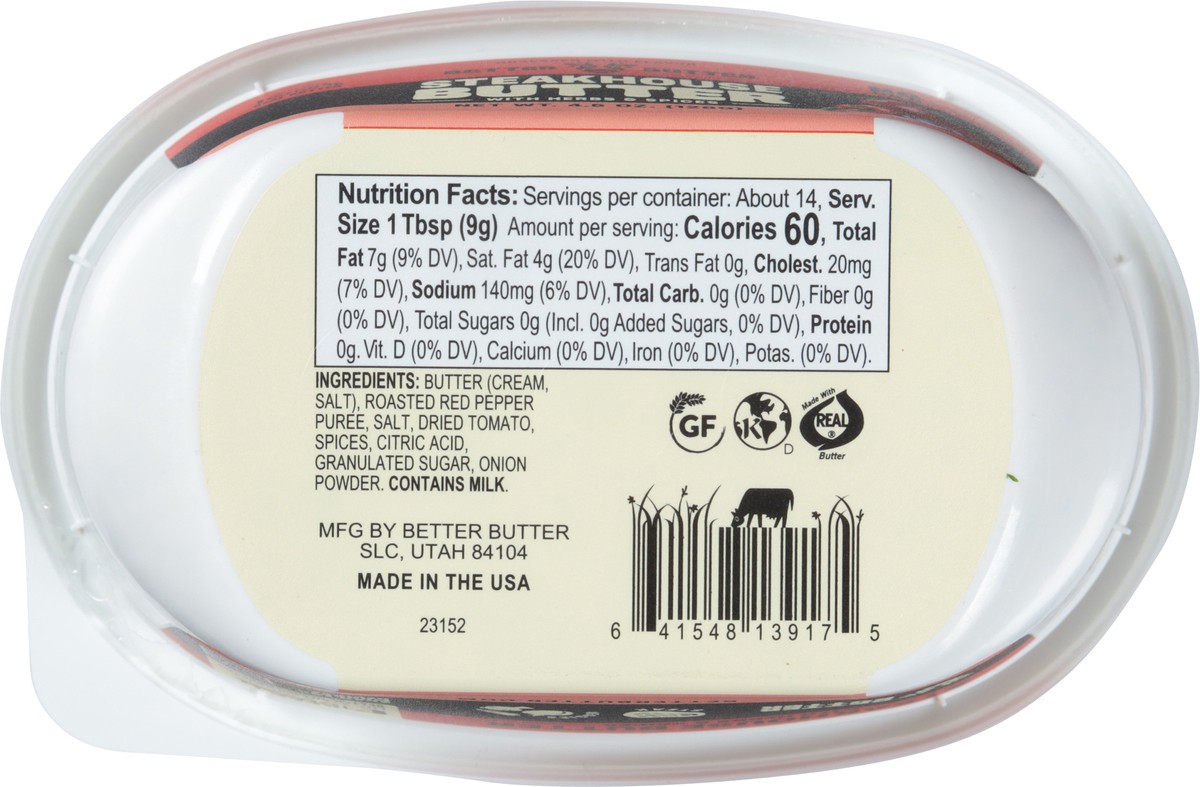 STEAKHOUSE
BUTTER
WITH HERBS & SPICES
Nutrition Facts: Servings per container: About 14, Serv.
Size 1 Tbsp (9g) Amount per serving: Calories 60, Total
Fat 7g (9% DV), Sat. Fat 4g (20% DV), Trans Fat 0g, Cholest. 20mg
(7% DV), Sodium 140mg (6% DV), Total Carb. 0g (0% DV), Fiber 0g
(0% DV), Total Sugars 0g (Incl. 0g Added Sugars, 0% DV), Protein
0g. Vit. D (0% DV), Calcium (0% DV), Iron (0% DV), Potas. (0% DV).
INGREDIENTS: BUTTER (CREAM,
SALT), ROASTED RED PEPPER
PUREE, SALT, DRIED TOMATO,
SPICES, CITRIC ACID,
GRANULATED SUGAR, ONION
POWDER. CONTAINS MILK.
GF
K
D
Made With
REAL
®
Butter
MFG BY BETTER BUTTER
SLC, UTAH 84104
MADE IN THE USA
23152
6 41548 13917 5